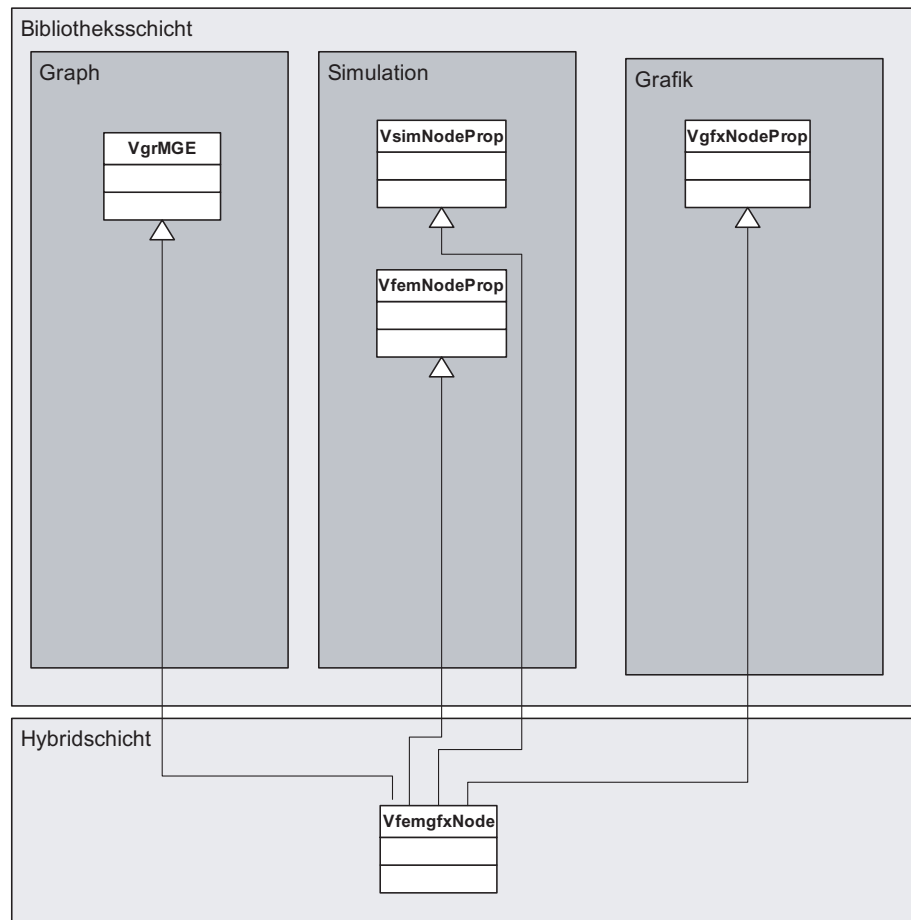 Bibliotheksschicht
Graph
Simulation
Grafik
VgrMGE
VsimNodeProp
VgfxNodeProp
VfemNodeProp
Hybridschicht
VfemgfxNode